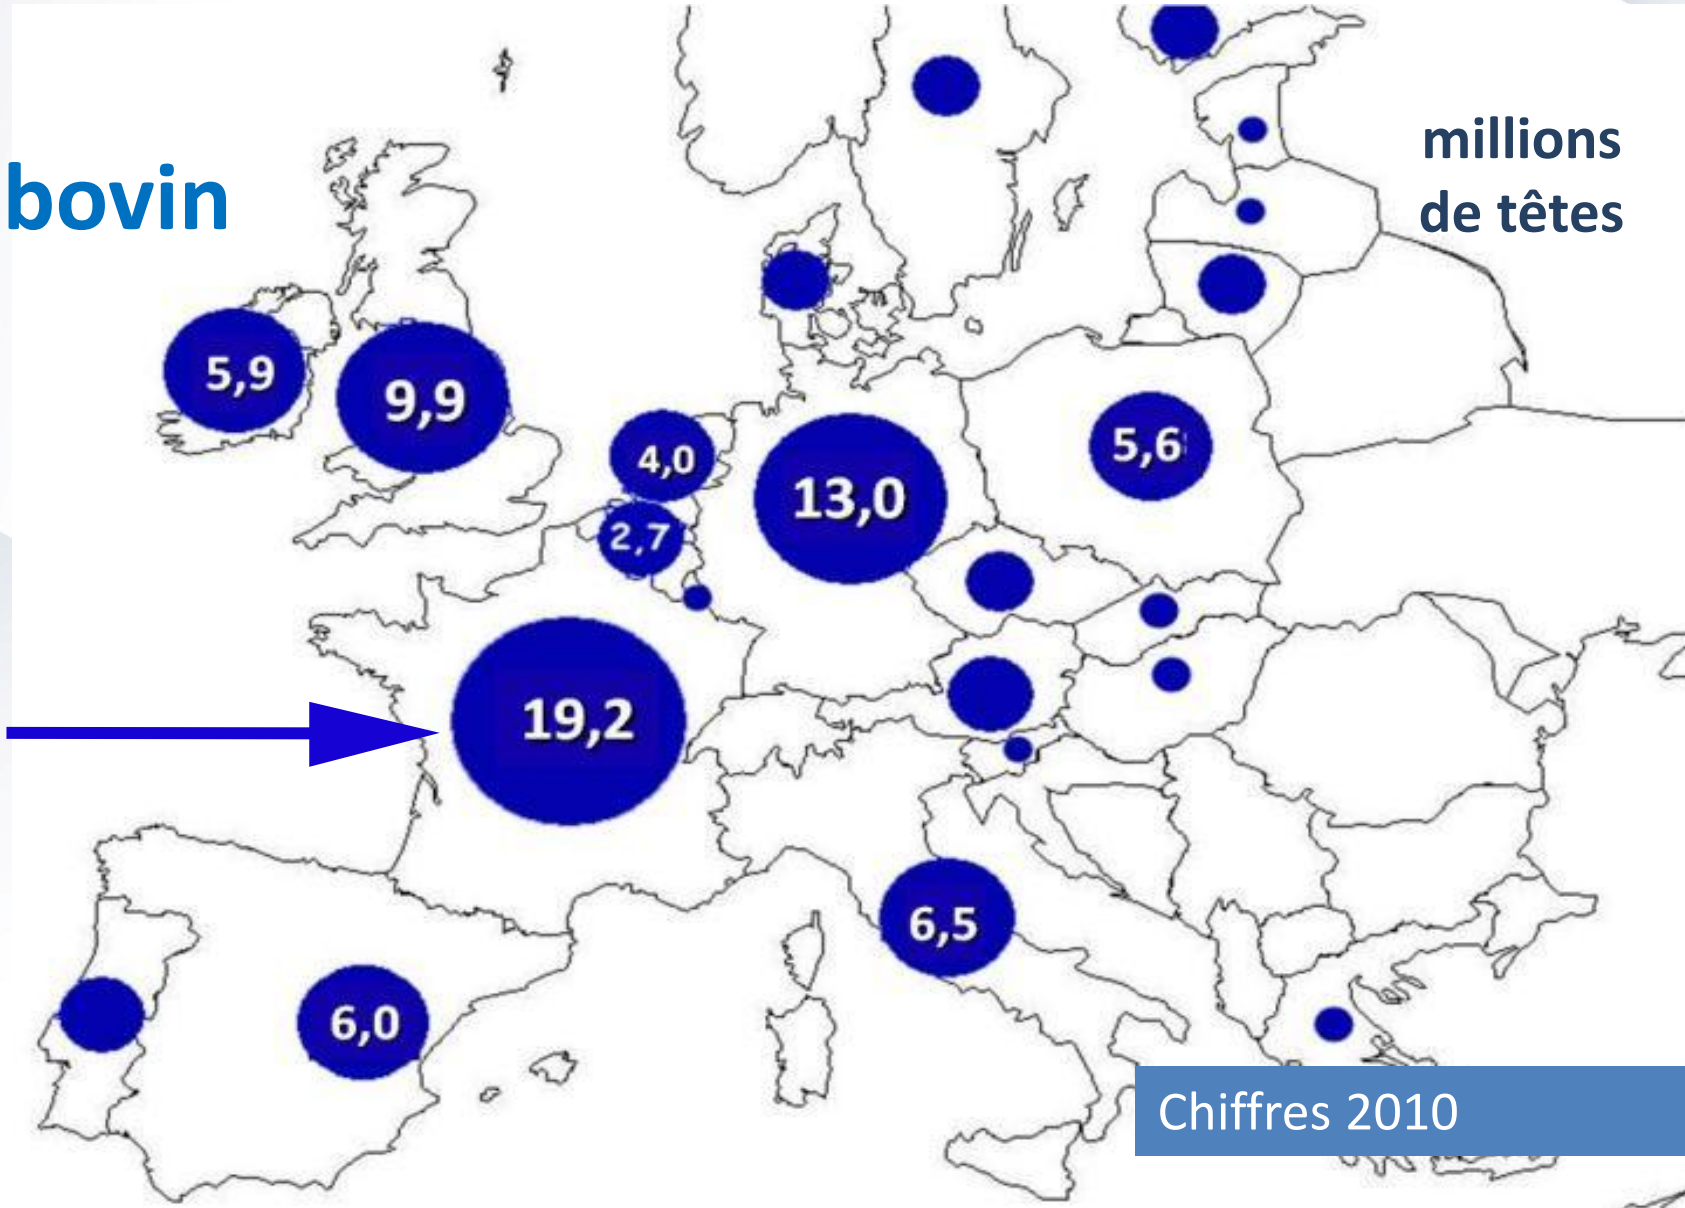 bovin
millions
de têtes
5,9
9,9
4,0
13,0
5,6
2,7
19,2
6,5
6,0
Chiffres 2010